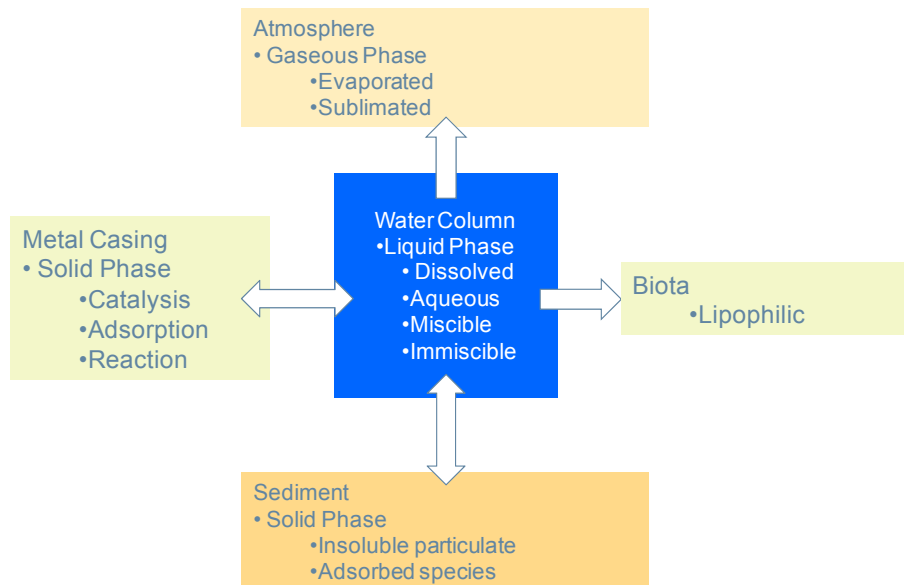 Atmosphere
• Gaseous Phase
•Evaporated
•Sublimated
Water Column
•Liquid Phase
• Dissolved
•Aqueous
•Miscible
•Immiscible
Metal Casing
• Solid Phase
•Catalysis
•Adsorption
•Reaction
Biota
•Lipophilic
Sediment
• Solid Phase
•Insoluble particulate
•Adsorbed species